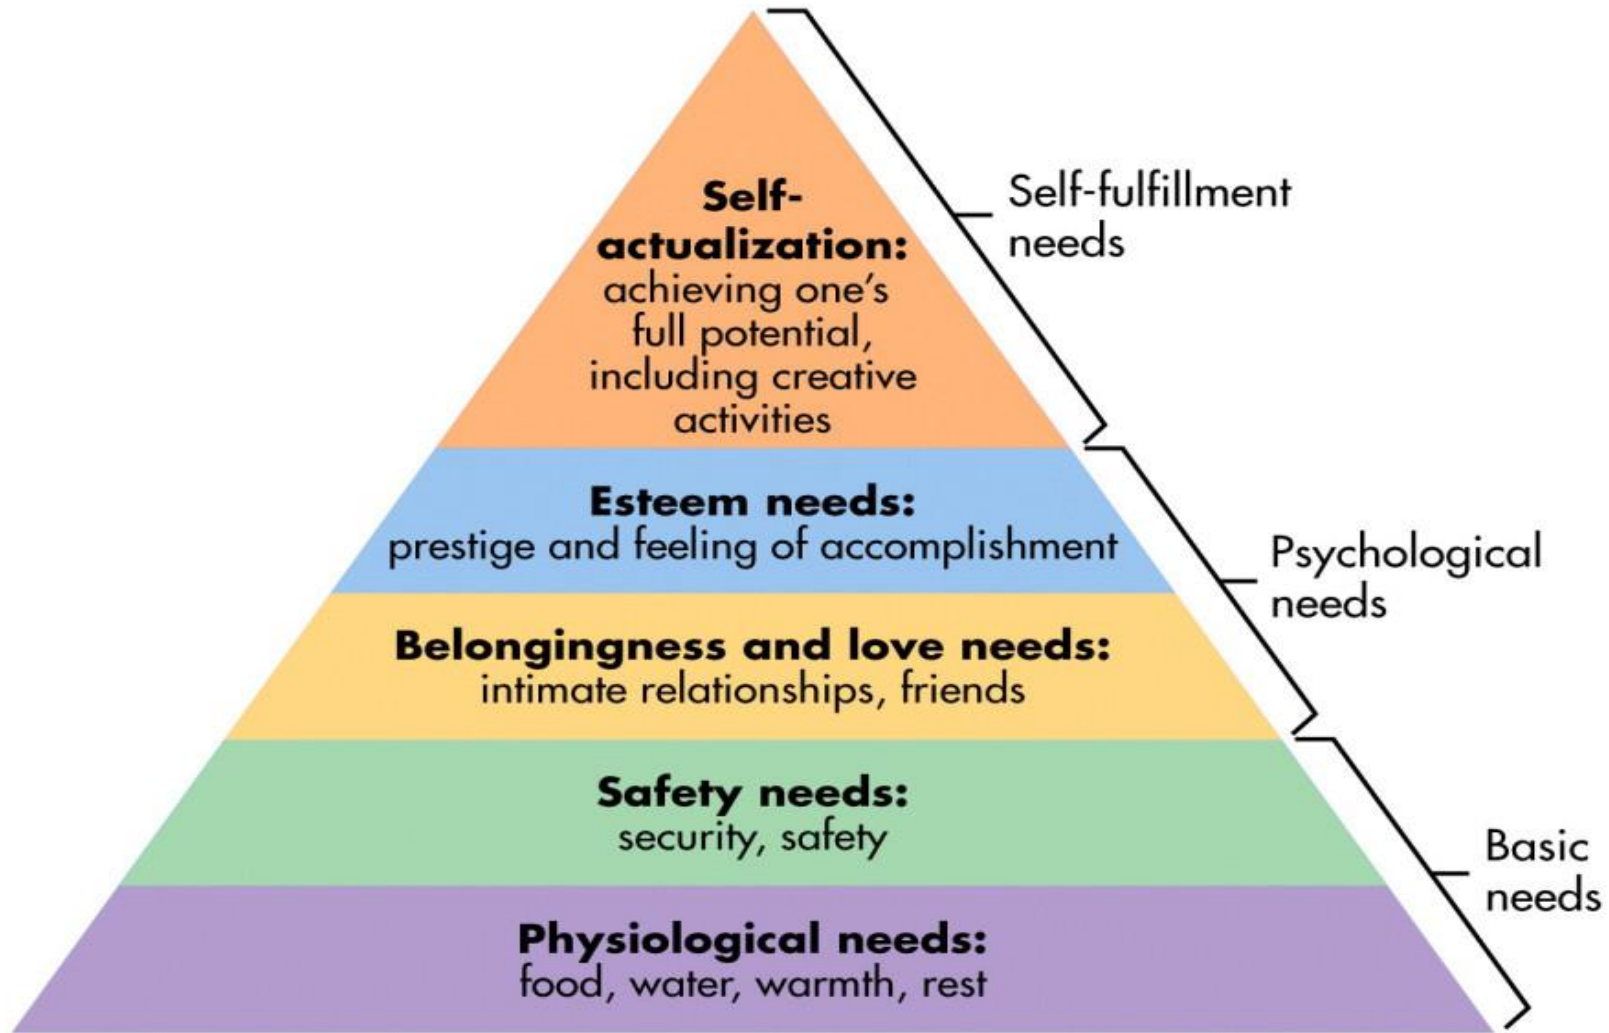 Self-
actualization:
achieving one's
full potential,
including creative
activities
Self-fulfillment
needs
Esteem needs:
prestige and feeling of accomplishment
Psychological
needs
Belongingness and love needs:
intimate relationships, friends
Safety needs:
security, safety
Basic
needs
Physiological needs:
food, water, warmth, rest